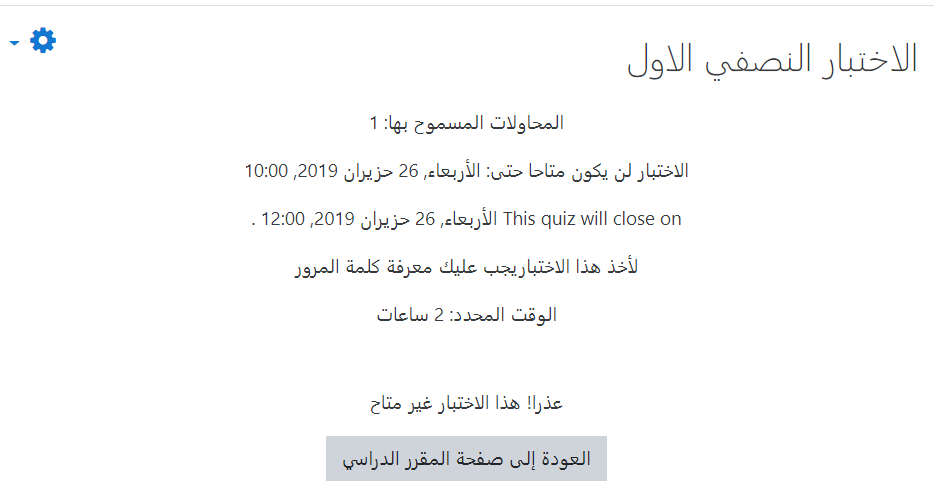 الاختبار النصفي الاول
المحاولات المسموح بها: 1
الاختبار لن يكون متاحا حتى: الأربعاء, 26 حزيران 2019, 10:00
This quiz will close on الأربعاء, 26 حزيران 2019, 12:00 .
لأخذ هذا الاختباريجب عليك معرفة كلمة المرور
الوقت المحدد: 2 ساعات
عذرا! هذا الاختبار غير متاح
العودة إلى صفحة المقرر الدراسي